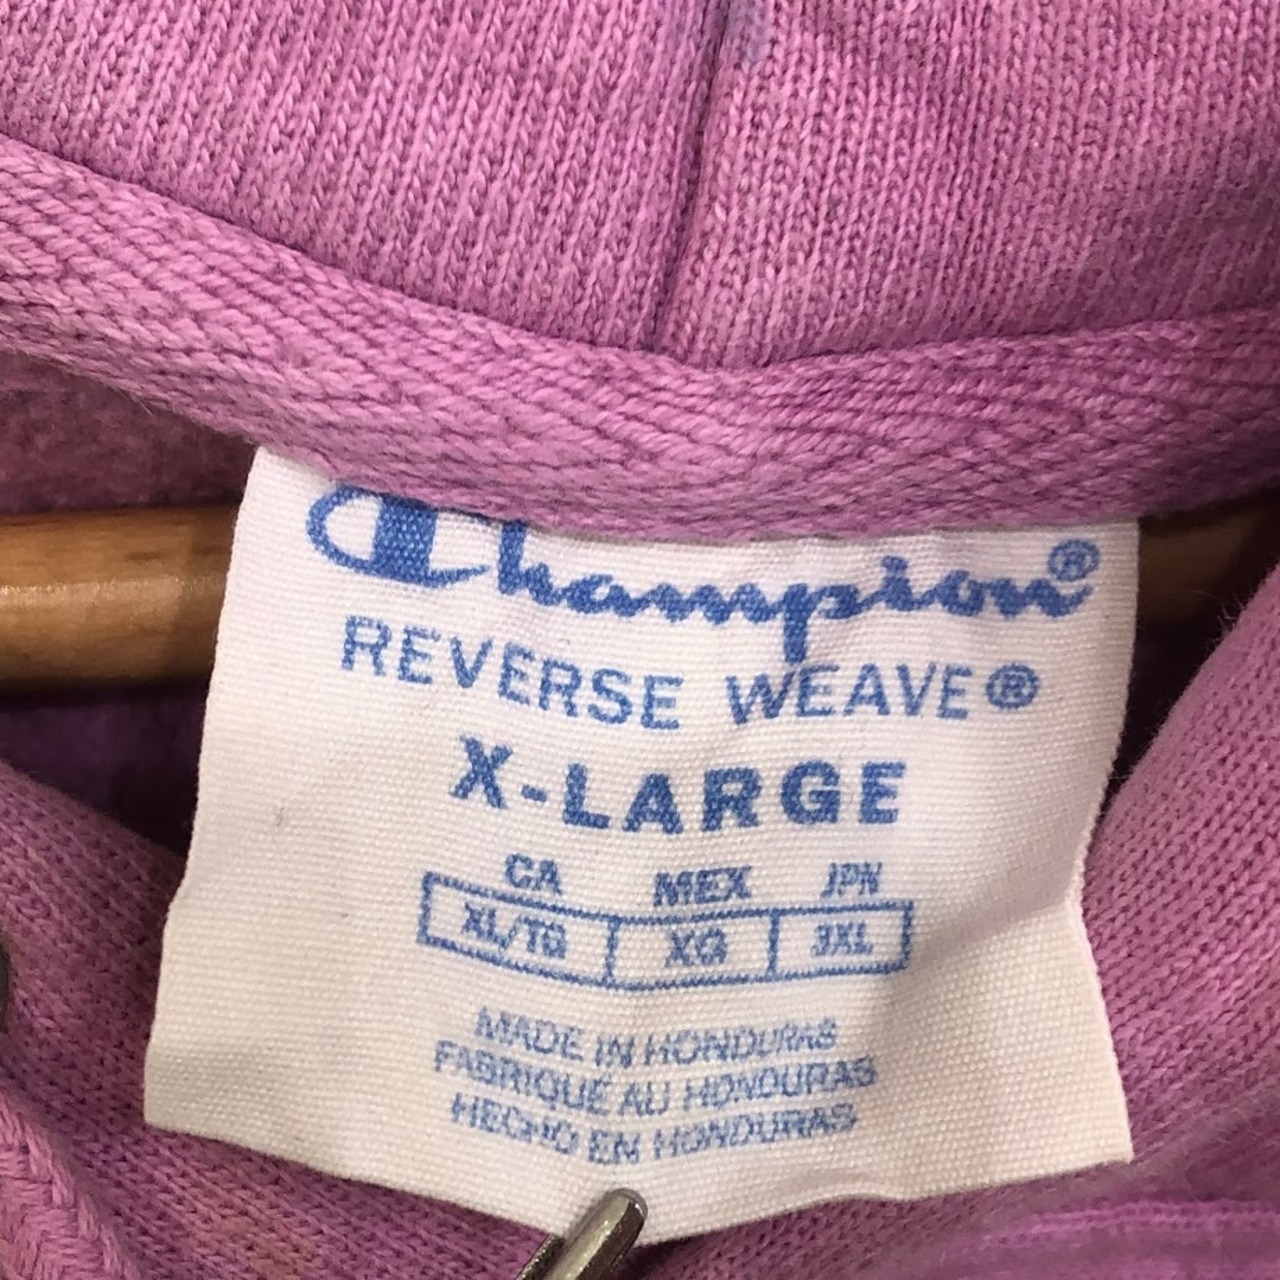 Champion®
REVERSE WEAVE®
X-LARGE
CA MEX JPN
XL/TG XG 3XL
MADE IN HONDURAS
FABRIQUÉ AU HONDURAS
HECHO EN HONDURAS